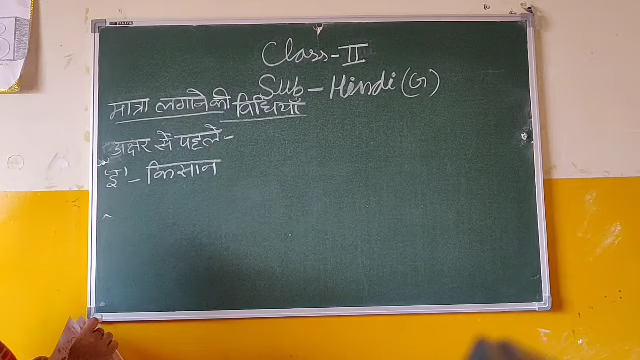 Class-II
Sub - Hindi (G)
मात्रा लगाने की विधियाँ
अक्षर से पहले -
'इ' - किसान